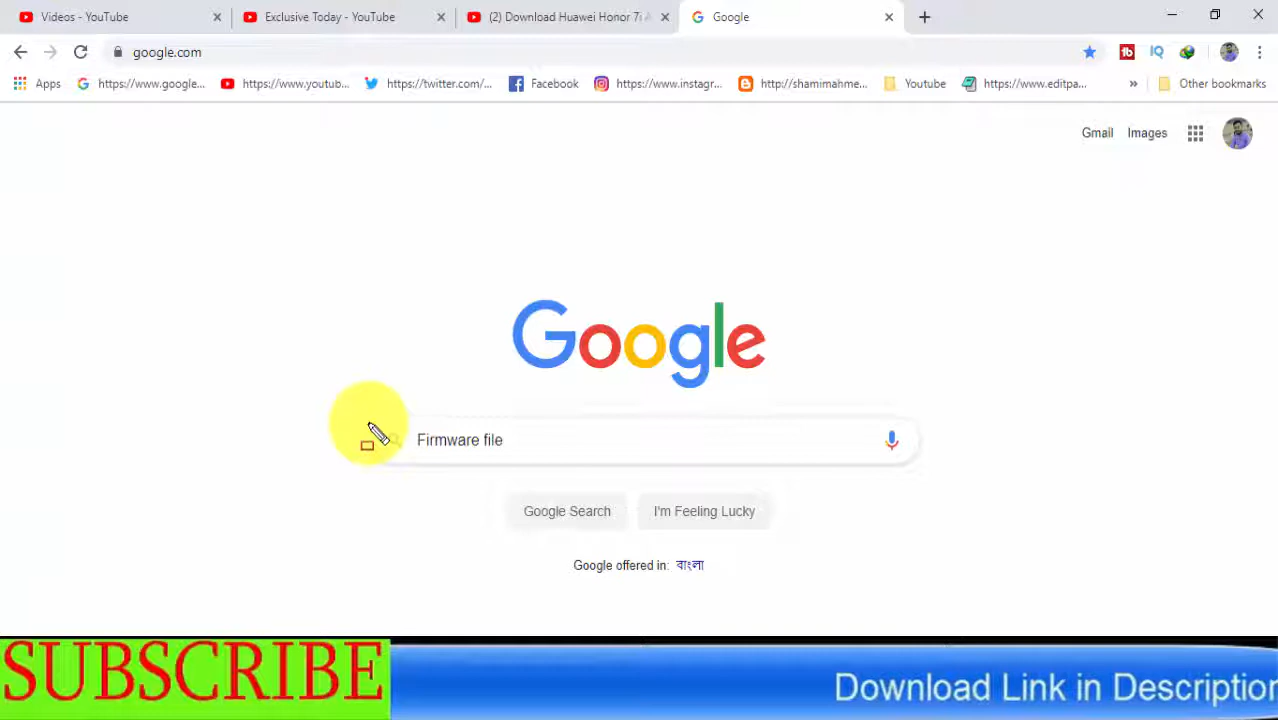 Videos - YouTube
Exclusive Today - YouTube
(2) Download Huawei Honor 7i
Google
google.com
Apps
https://www.google...
https://www.youtub...
https://twitter.com/...
Facebook
https://www.instagr...
http://shamimahme...
Youtube
https://www.editpa...
»
Other bookmarks
Gmail
Images
Google
Firmware file
Google Search
I'm Feeling Lucky
Google offered in: বাংলা
SUBSCRIBE
Download Link in Description